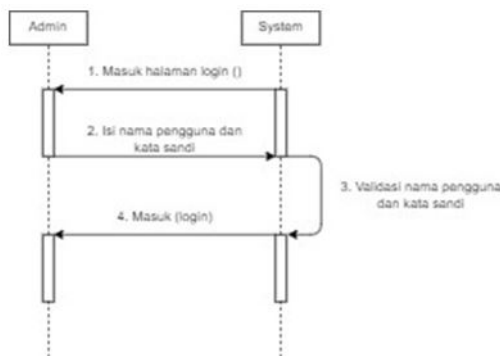 Admin
System
1. Masuk halaman login ()
2. Isi nama pengguna dan
kata sandi
3. Validasi nama pengguna
dan kata sandi
4. Masuk (login)